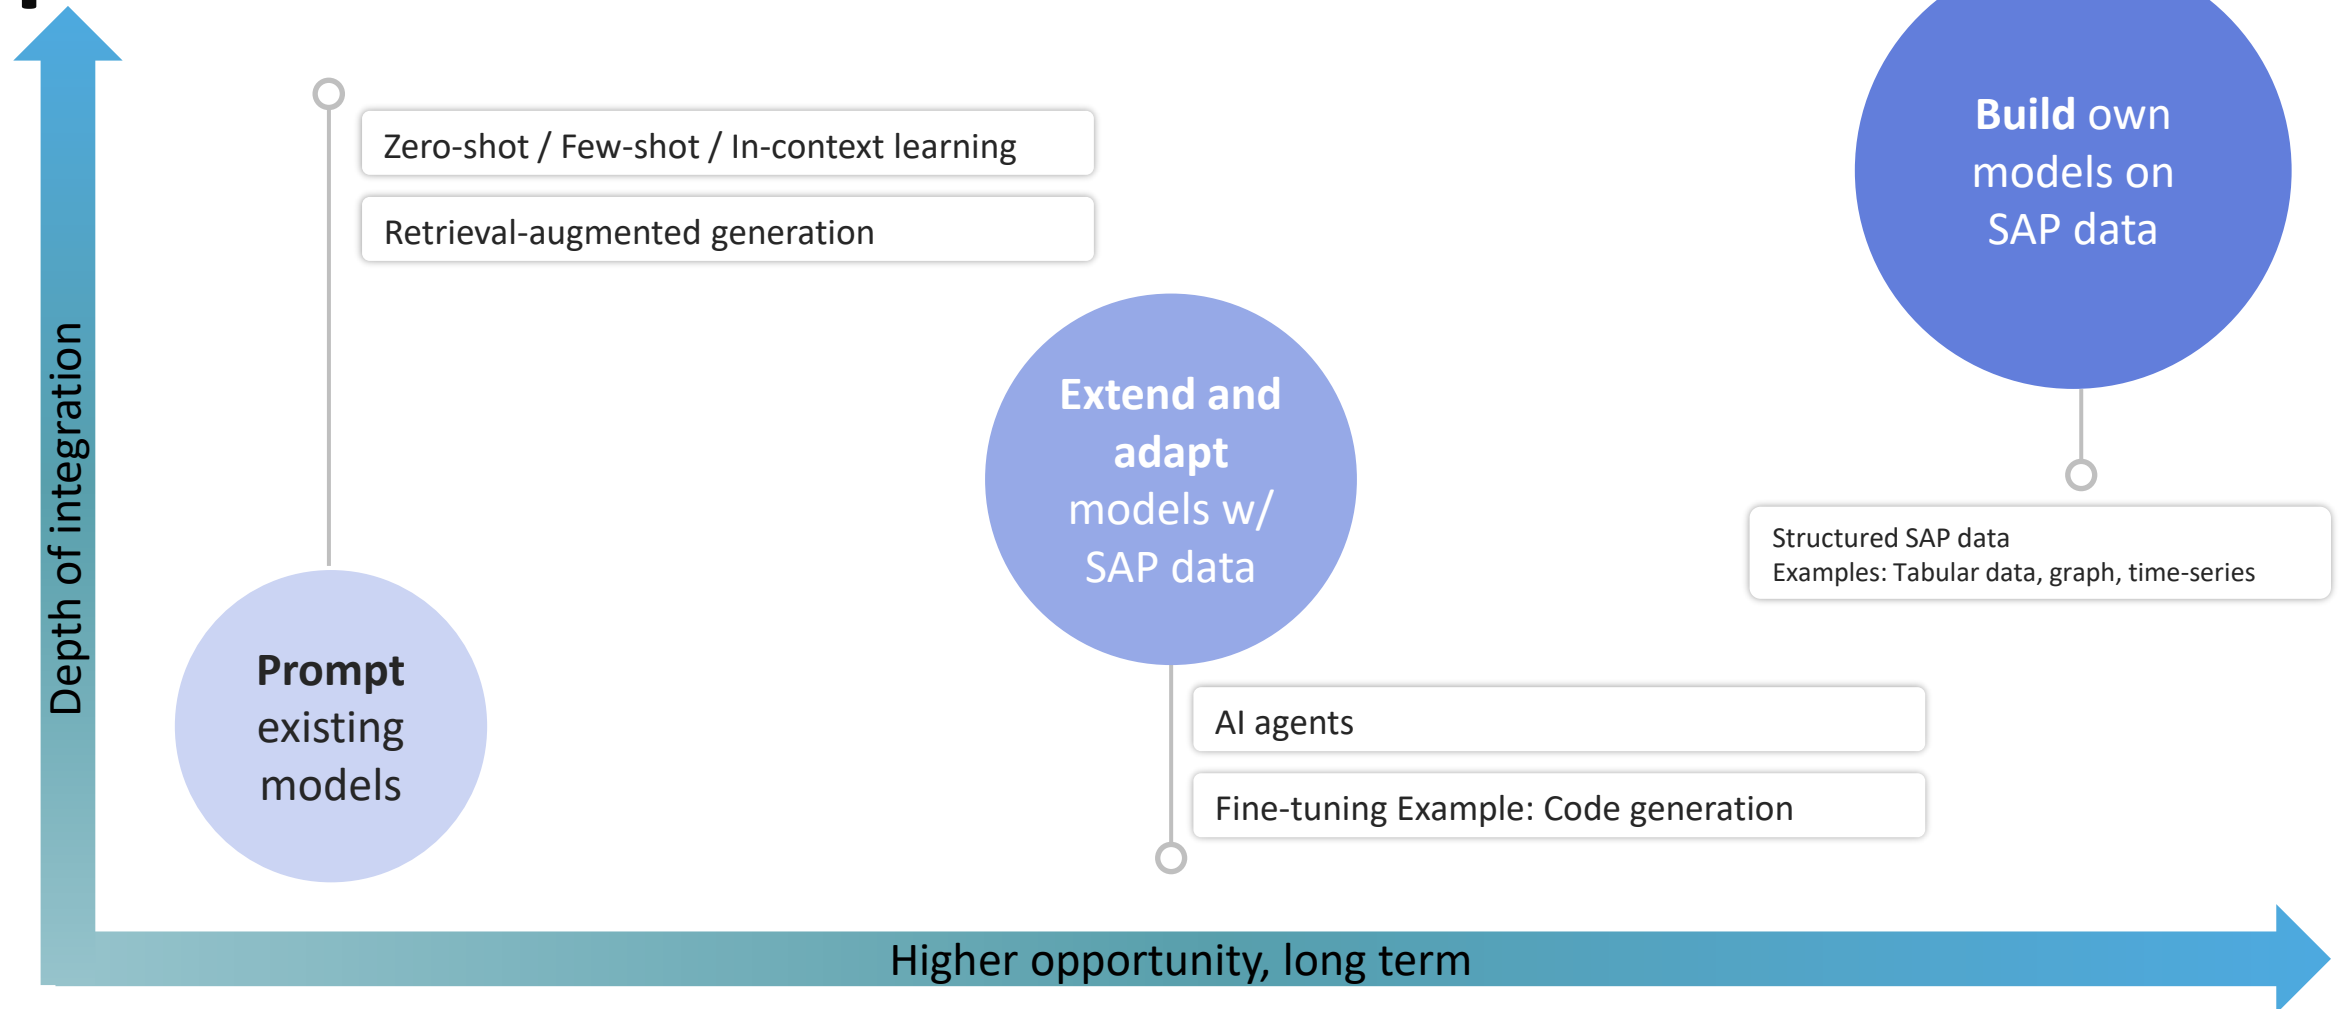 Zero-shot / Few-shot / In-context learning
Retrieval-augmented generation
Build own
models on
SAP data
Depth of integration
Extend and
adapt
models w/
SAP data
Structured SAP data
Examples: Tabular data, graph, time-series
Prompt
existing
models
AI agents
Fine-tuning Example: Code generation
Higher opportunity, long term